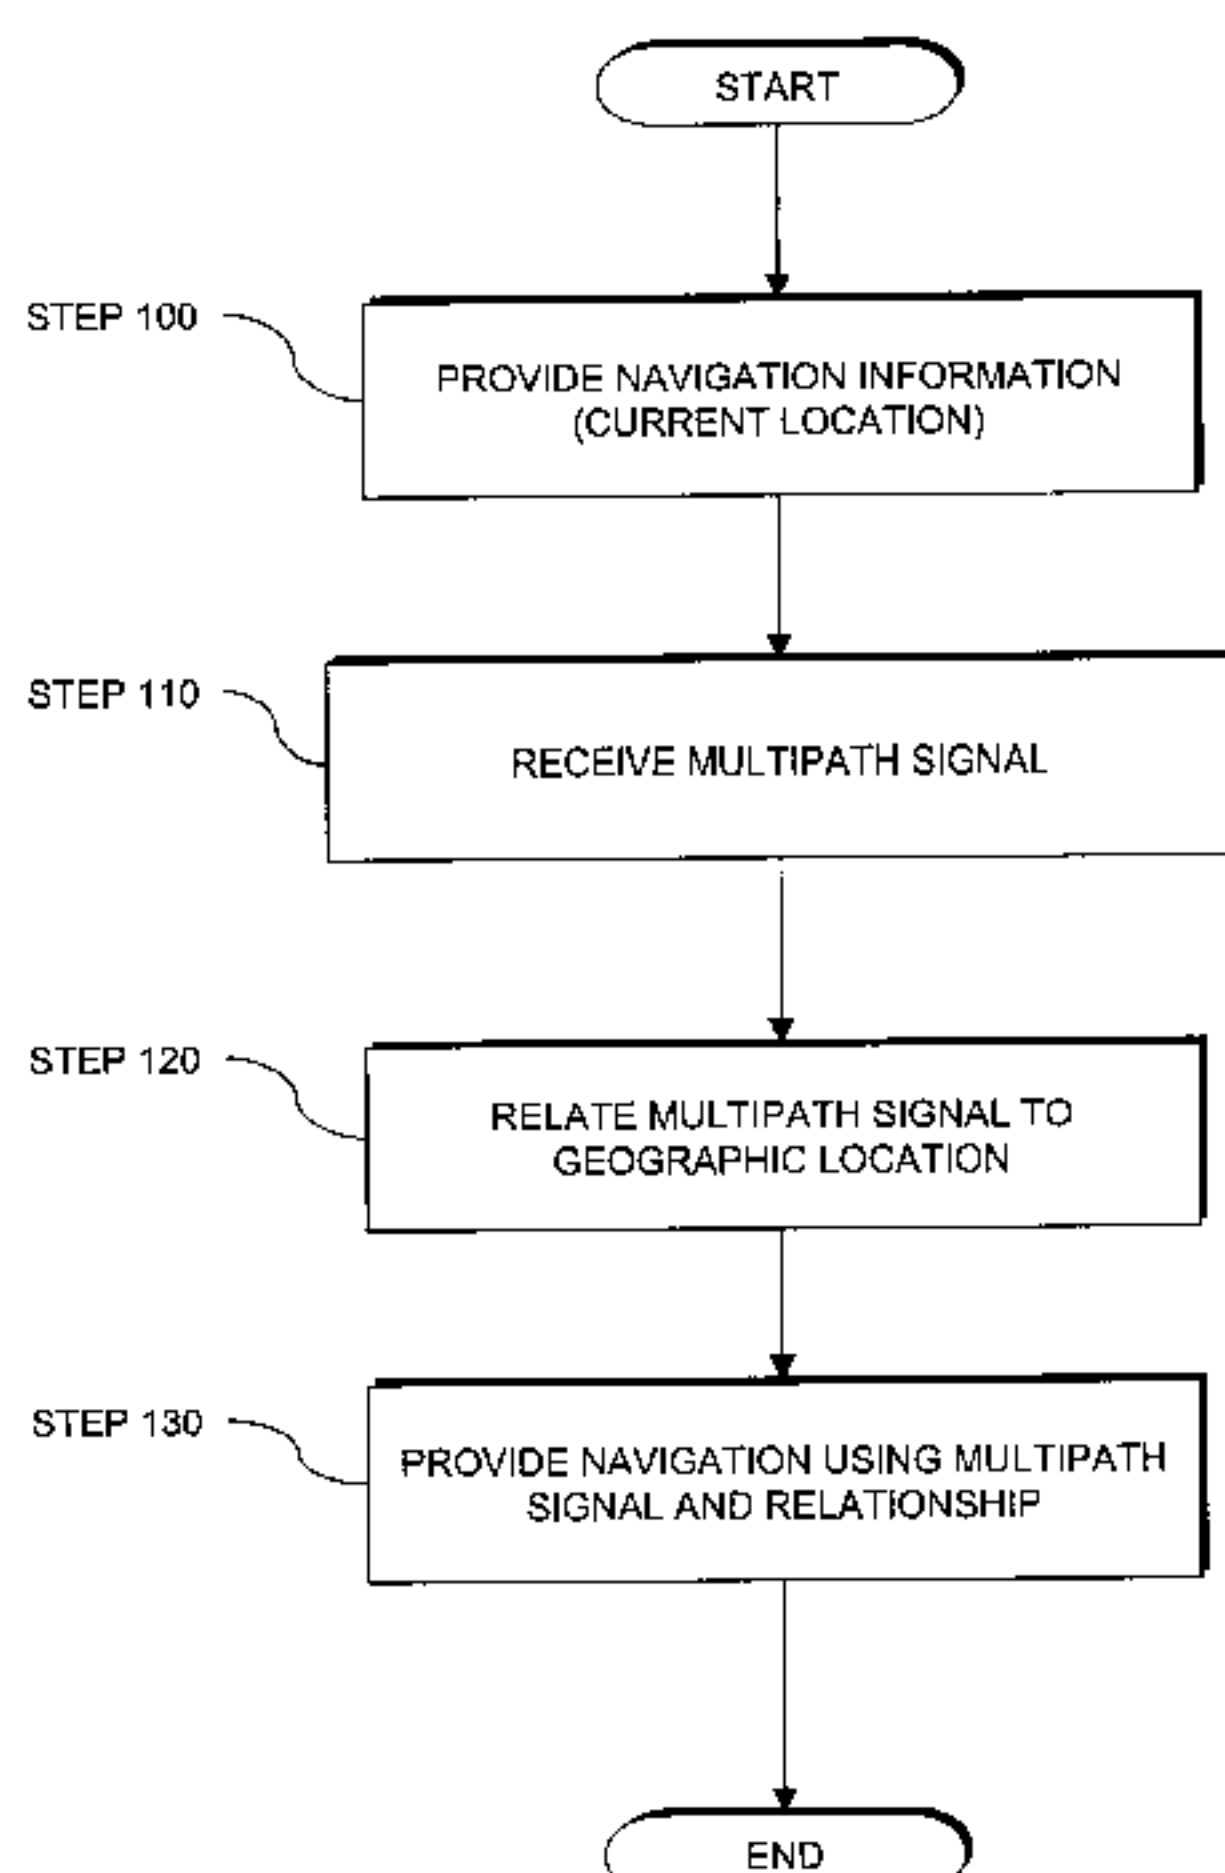 START
STEP 100
PROVIDE NAVIGATION INFORMATION
(CURRENT LOCATION)
STEP 110
RECEIVE MULTIPATH SIGNAL
STEP 120
RELATE MULTIPATH SIGNAL TO
GEOGRAPHIC LOCATION
STEP 130
PROVIDE NAVIGATION USING MULTIPATH
SIGNAL AND RELATIONSHIP
END